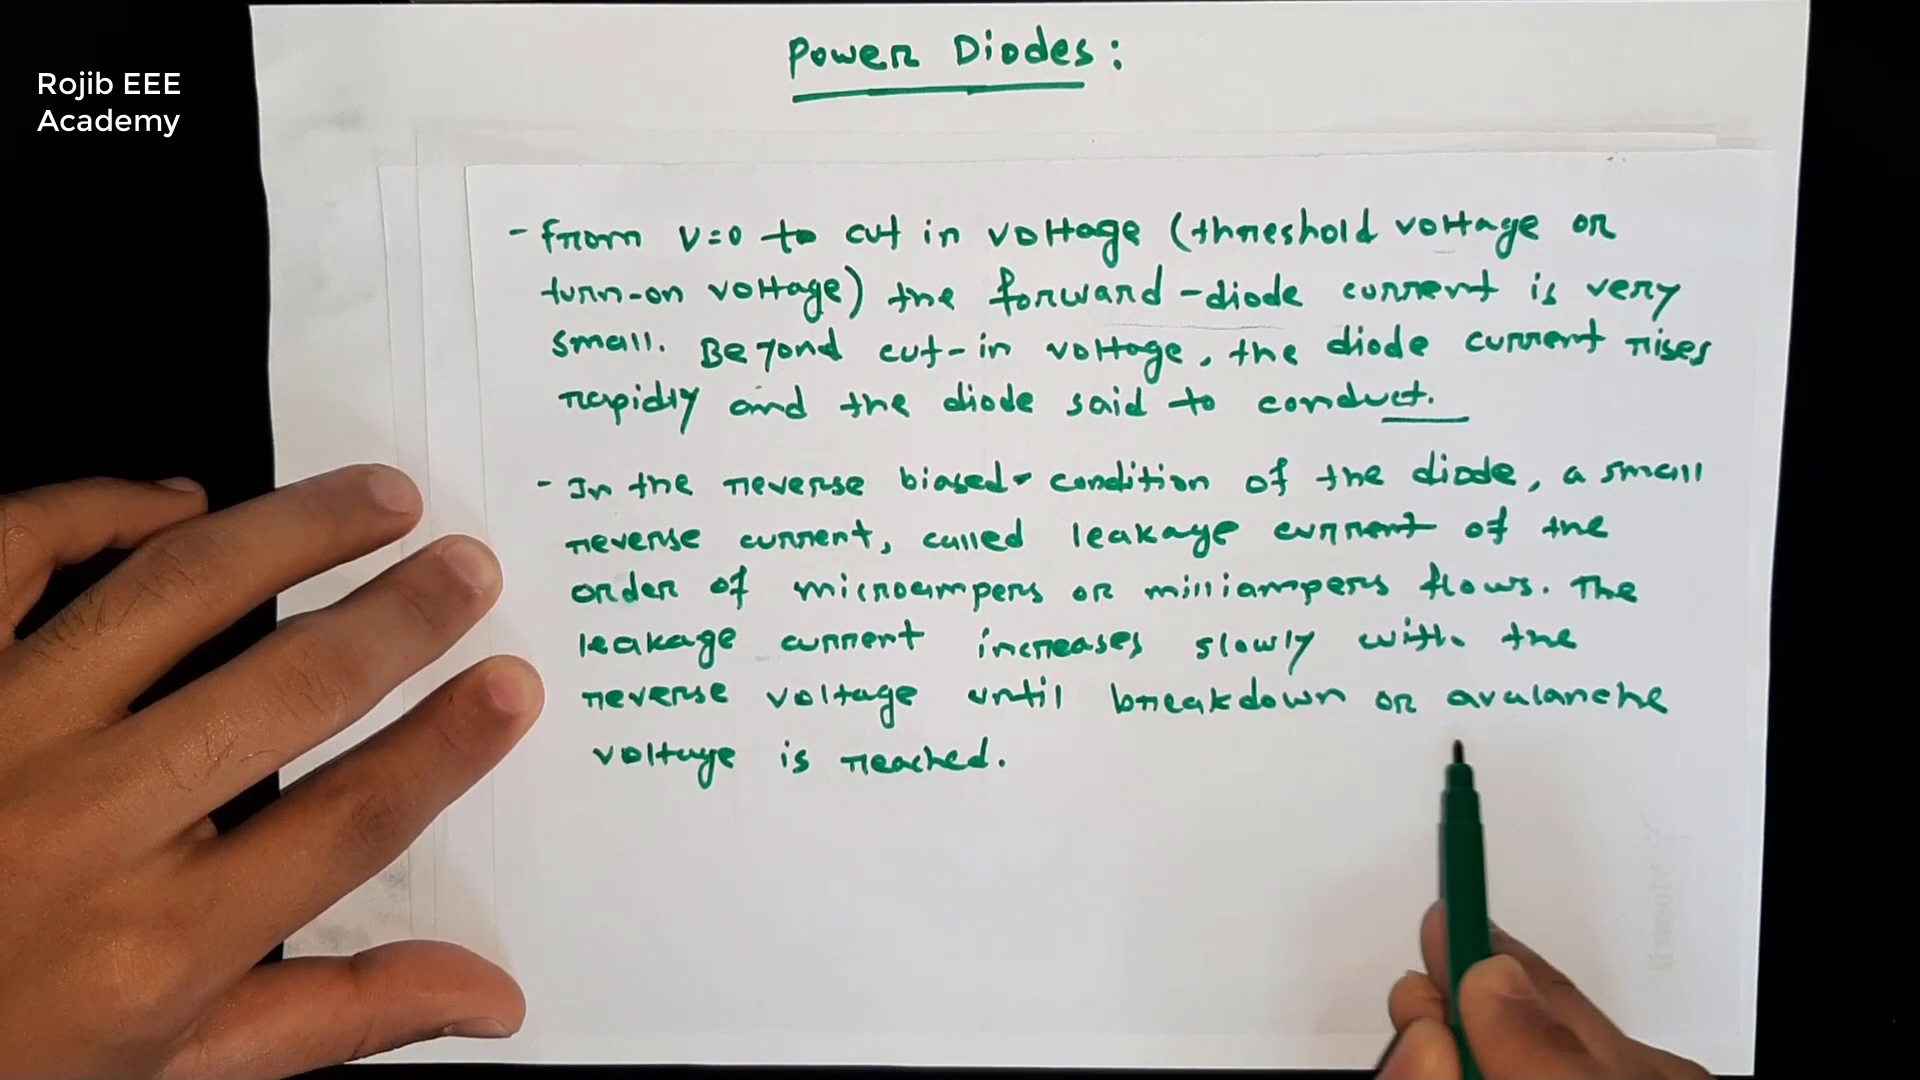 Power Diodes:
Rojib EEE
Academy
- From V=0 to cut in voltage (threshold voltage or
turn-on voltage) the forward-diode current is very
small. Beyond cut-in voltage, the diode current rises
rapidly and the diode said to conduct.
- In the reverse biased condition of the diode, a small
reverse current, called leakage current of the
order of microampers or milliampers flows. The
leakage current increases slowly with the
reverse voltage until breakdown or avalanche
voltage is reached.